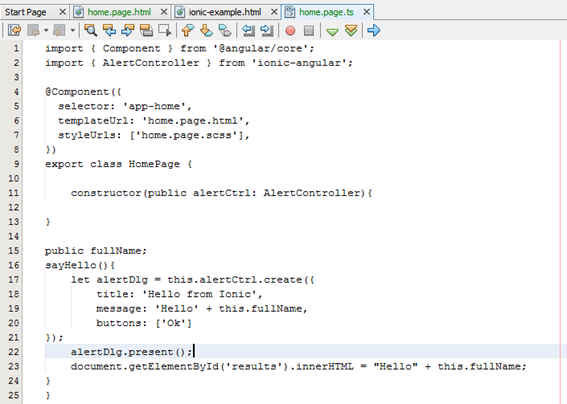 Start Page home.page.html ionic-example.html home.page.ts
1 import { Component } from '@angular/core';
2 import { AlertController } from 'ionic-angular';
3
4 @Component({
5 selector: 'app-home',
6 templateUrl: 'home.page.html',
7 styleUrls: ['home.page.scss'],
8 })
9 export class HomePage {
10
11 constructor(public alertCtrl: AlertController){
12
13 }
14
15 public fullName;
16 sayHello(){
17 let alertDlg = this.alertCtrl.create({
18 title: 'Hello from Ionic',
19 message: 'Hello' + this.fullName,
20 buttons: ['Ok']
21 });
22 alertDlg.present();
23 document.getElementById('results').innerHTML = "Hello" + this.fullName;
24 }
25 }